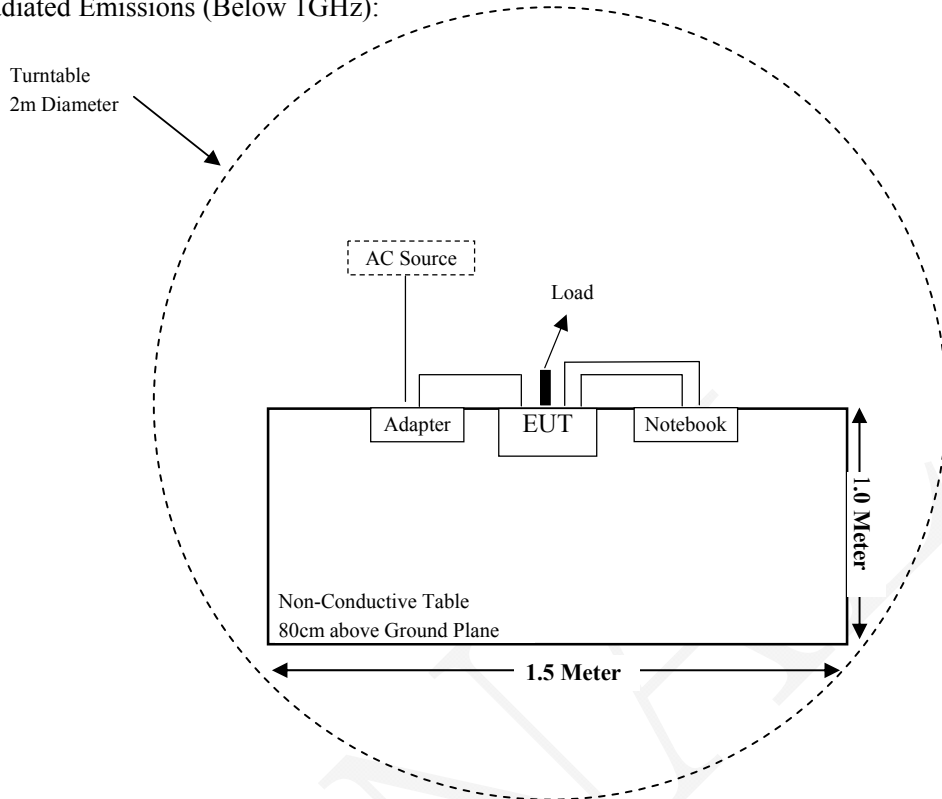 diated Emissions (Below 1GHz):
Turntable
2m Diameter
AC Source
Load
Adapter
EUT
Notebook
1.0 Meter
Non-Conductive Table
80cm above Ground Plane
1.5 Meter